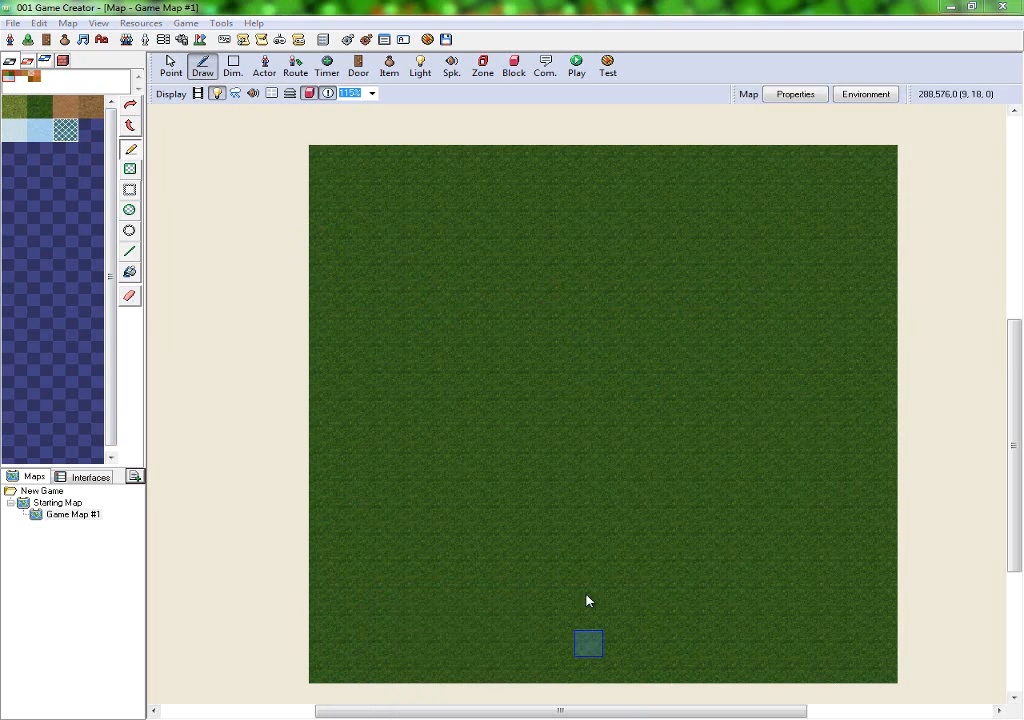 001 Game Creator - [Map - Game Map #1]
File Edit Map View Resources Game Tools Help
Point Draw Dim. Actor Route Timer Door Item Light Spk. Zone Block Com. Play Test
Display 115% Map Properties Environment 288,576,0 (9, 18, 0)
Maps Interfaces
New Game
Starting Map
Game Map #1